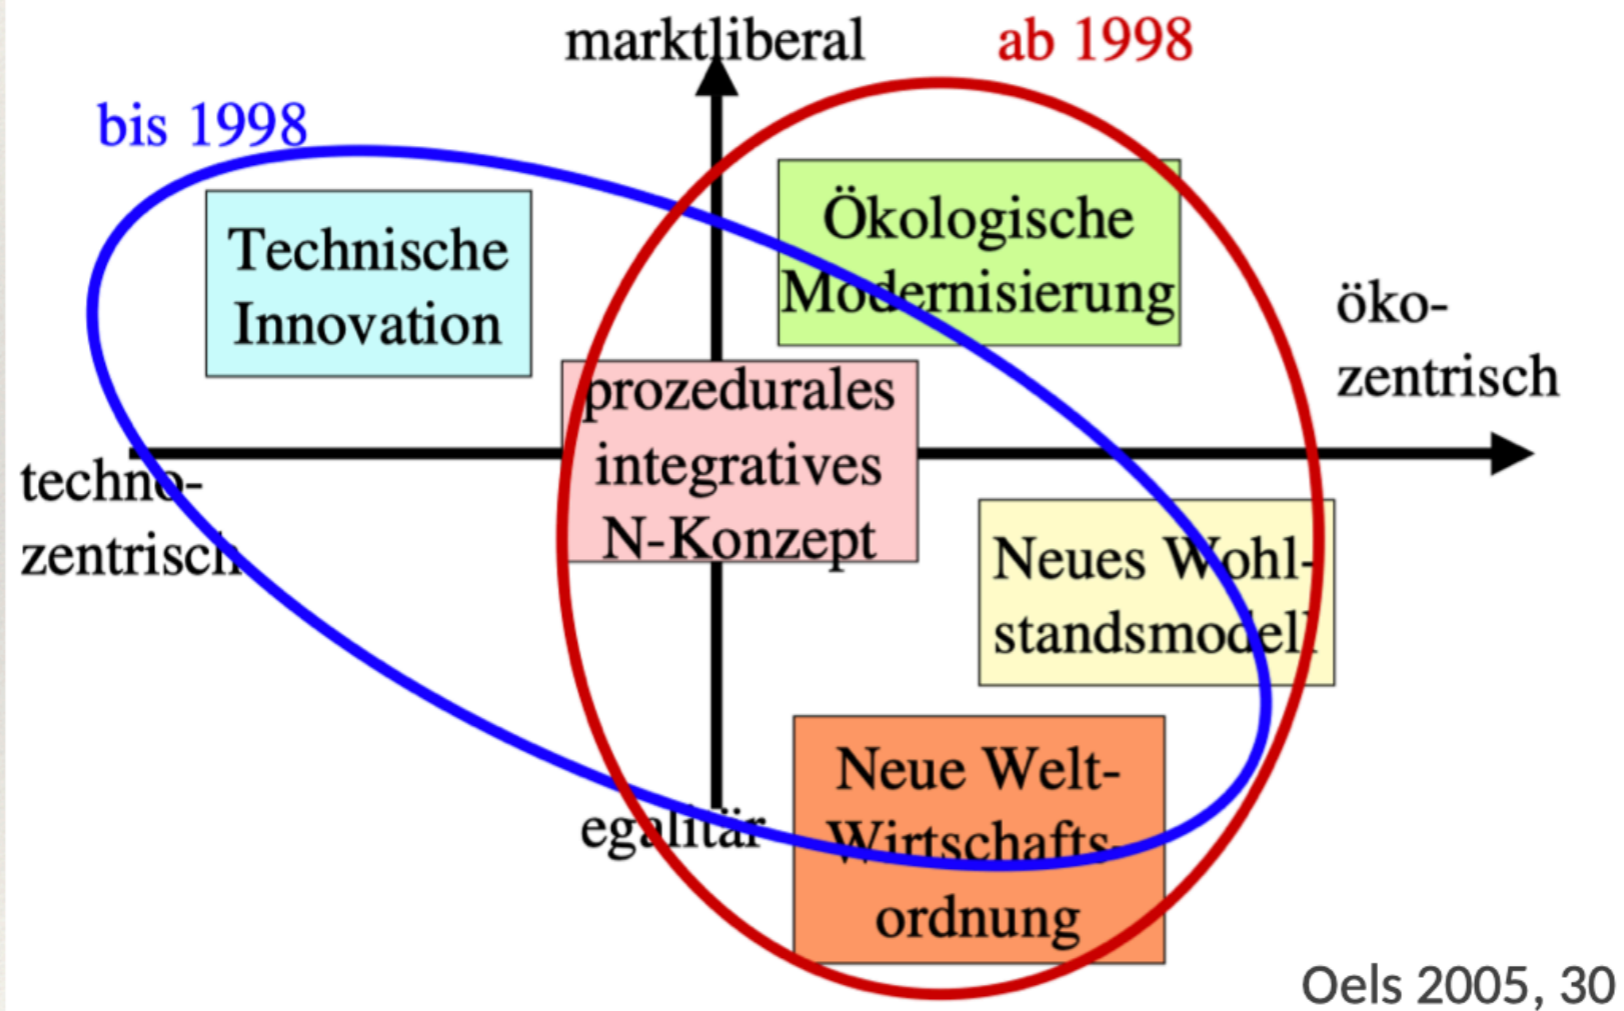 marktliberal
ab 1998
bis 1998
Technische
Innovation
Ökologische
Modernisierung
öko-
zentrisch
prozedurales
integratives
N-Konzept
techno-
zentrisch
Neues Wohl-
standsmodell
Neue Welt-
Wirtschafts-
ordnung
egalitär
Oels 2005, 30